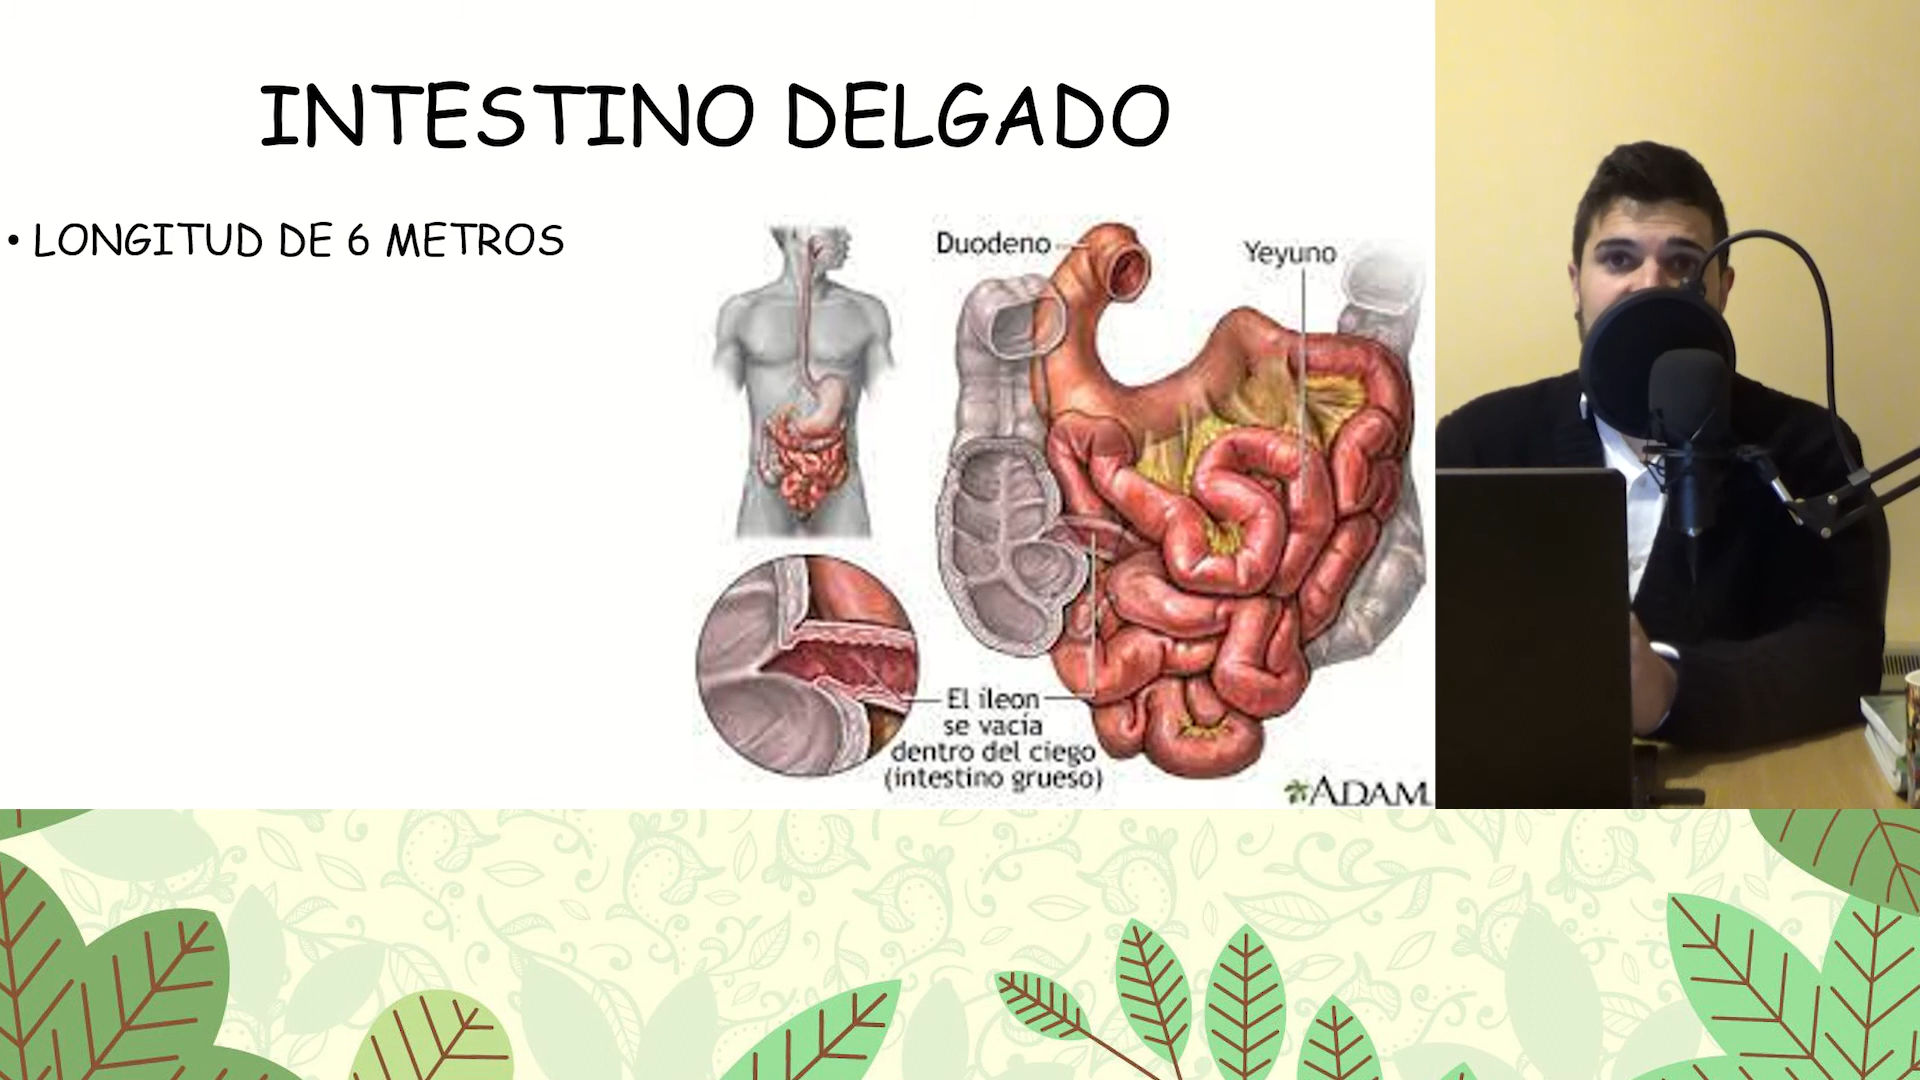 INTESTINO DELGADO
• LONGITUD DE 6 METROS
Duodeno
Yeyuno
El íleon
se vacía
dentro del ciego
(intestino grueso)
ADAM